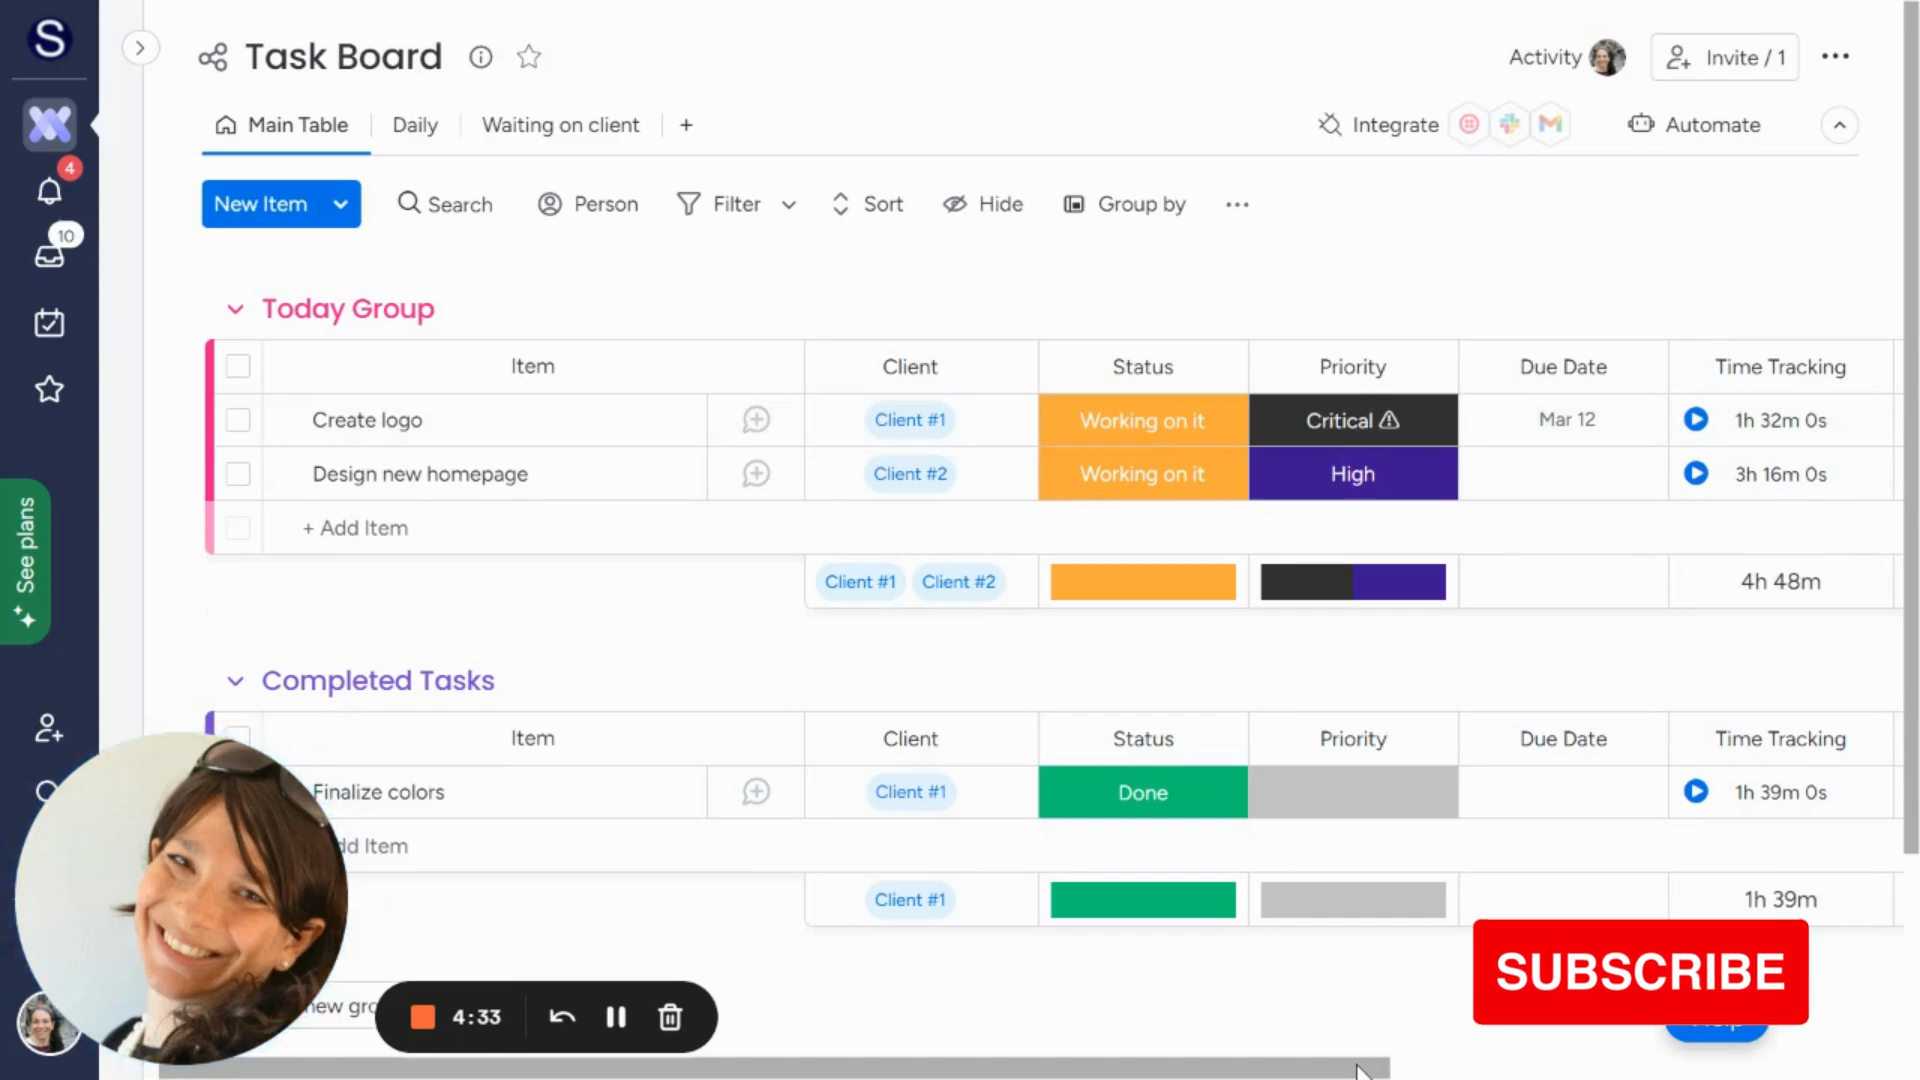 S
Task Board
Activity
Invite / 1
Main Table
Daily
Waiting on client
+
Integrate
Automate
4
New Item
Search
Person
Filter
Sort
Hide
Group by
10
Today Group
Item
Client
Status
Priority
Due Date
Time Tracking
Create logo
Client #1
Working on it
Critical ⚠
Mar 12
1h 32m 0s
Design new homepage
Client #2
Working on it
High
3h 16m 0s
+ Add Item
See plans
Client #1
Client #2
4h 48m
Completed Tasks
Item
Client
Status
Priority
Due Date
Time Tracking
Finalize colors
Client #1
Done
1h 39m 0s
dd Item
Client #1
1h 39m
SUBSCRIBE
new gro
4:33